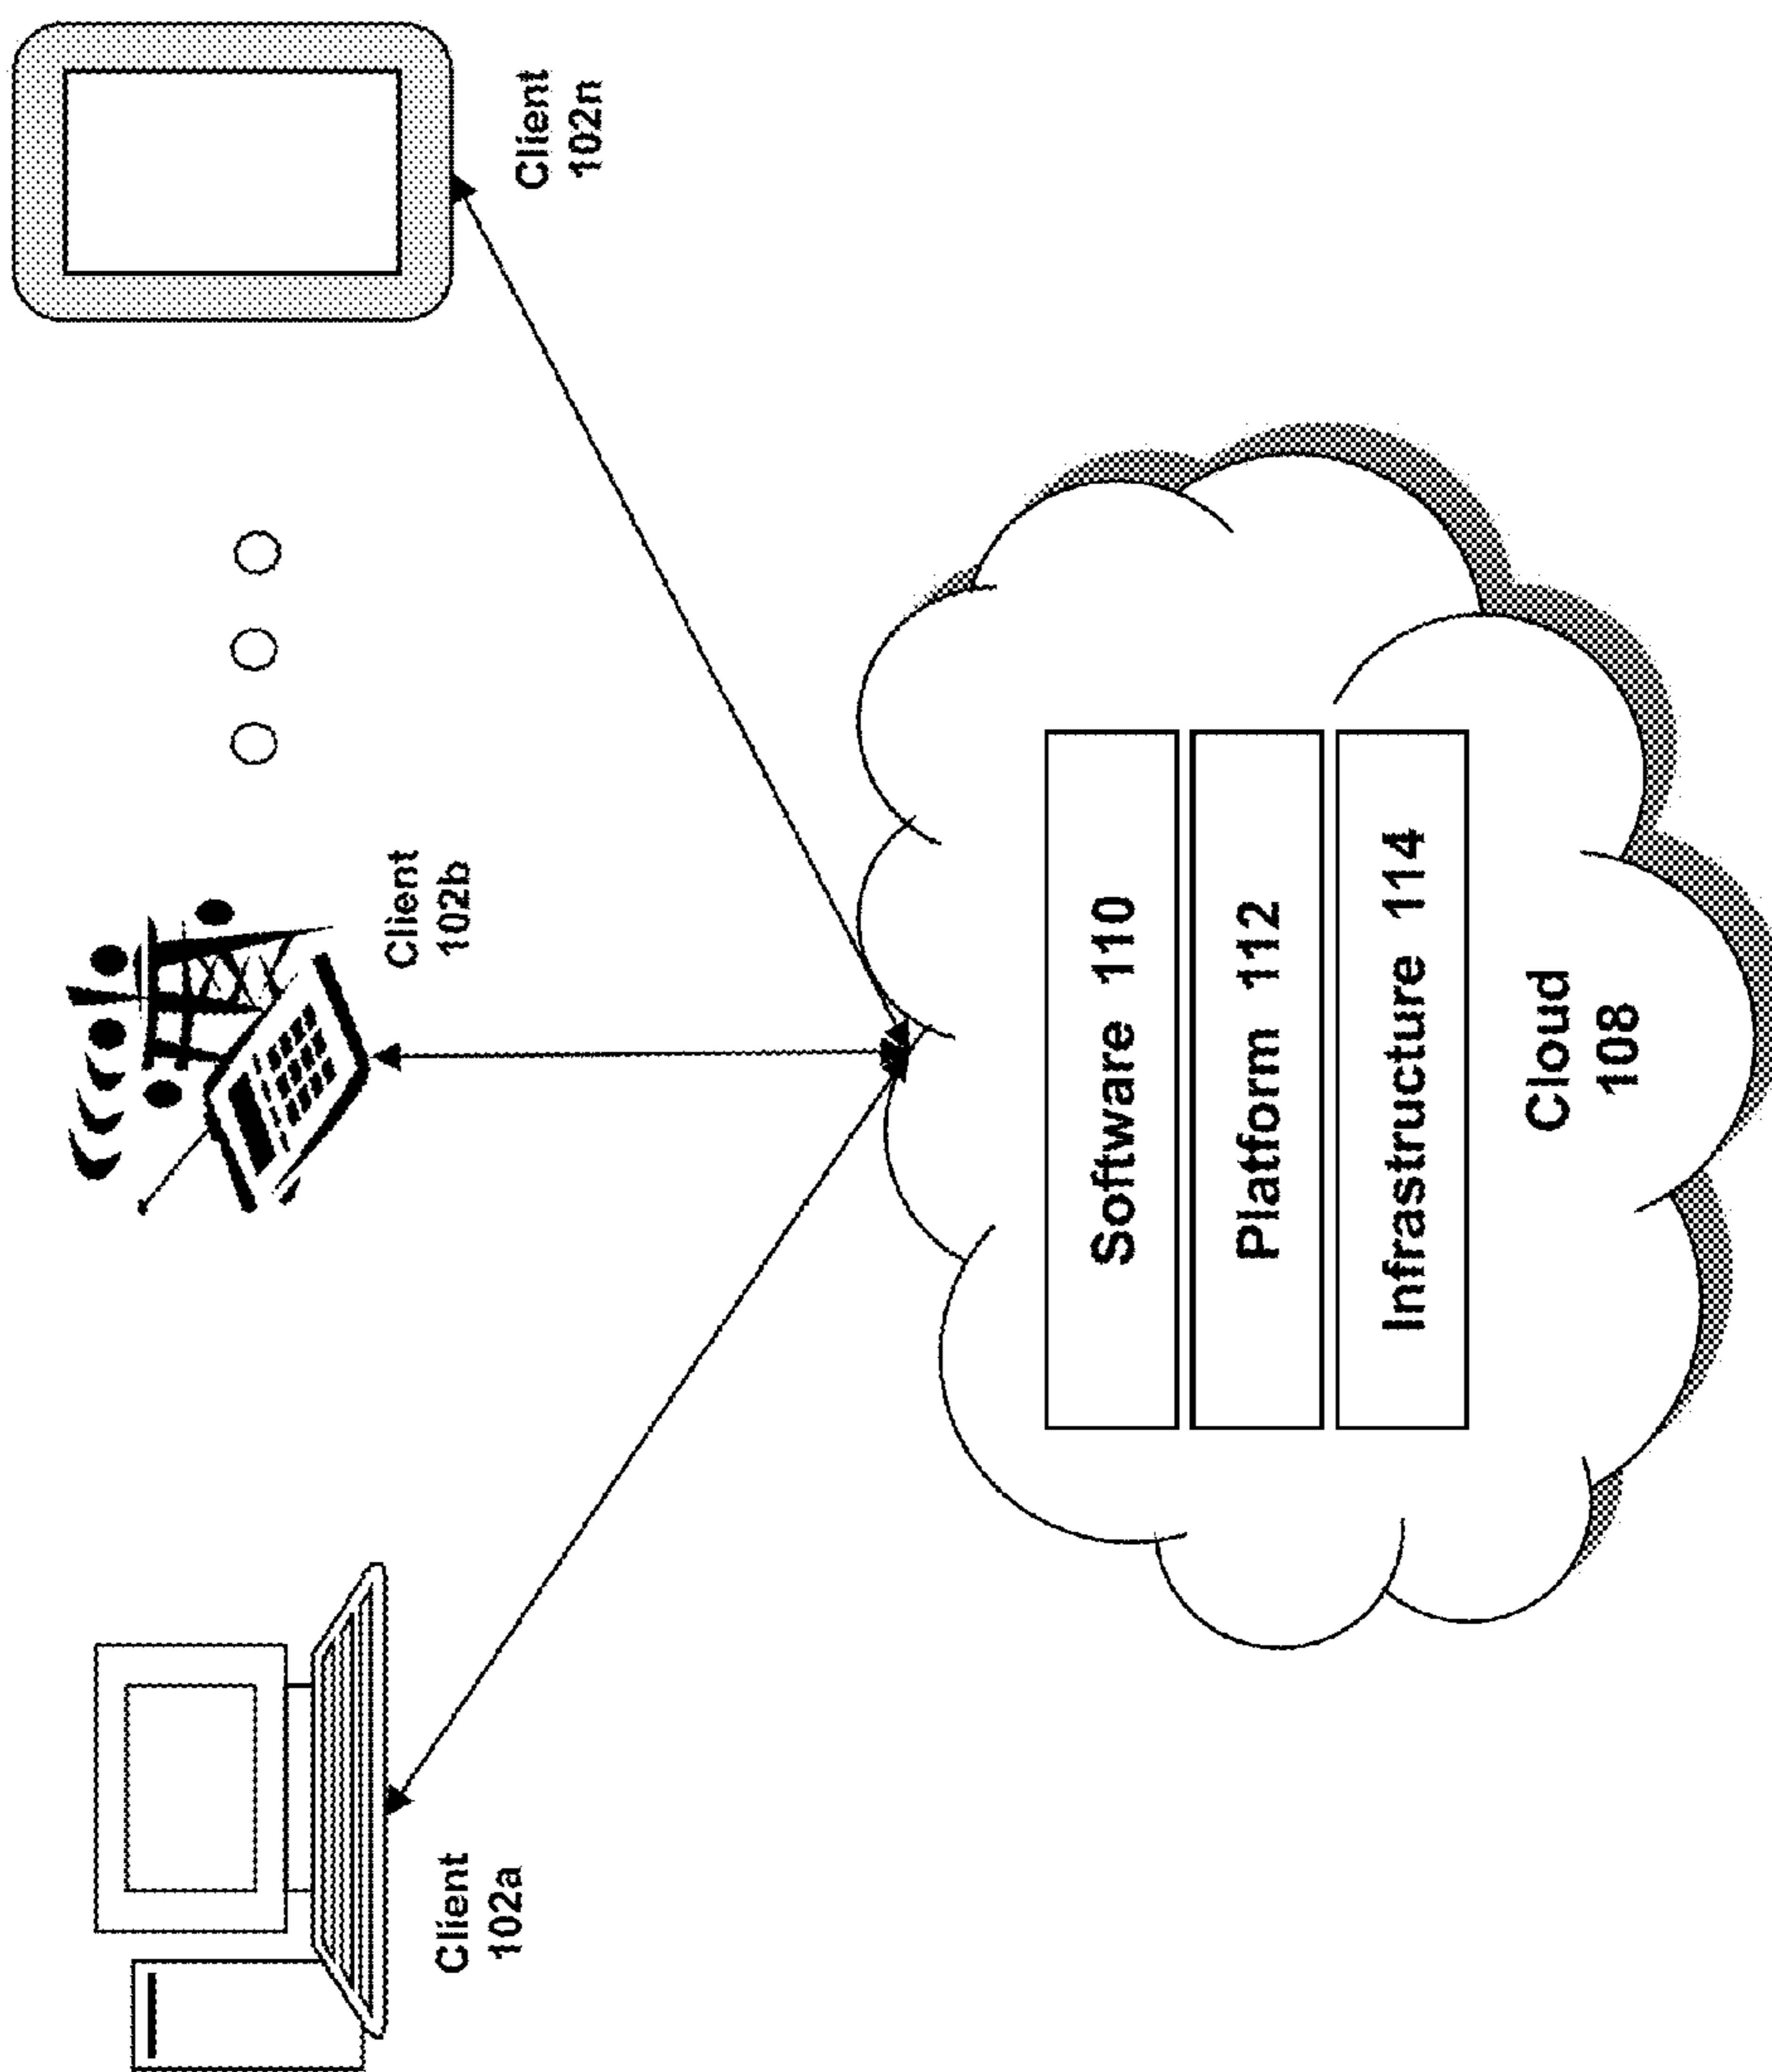 Client
102a
Client
102b
Client
102n
Software 110
Platform 112
Infrastructure 114
Cloud
108